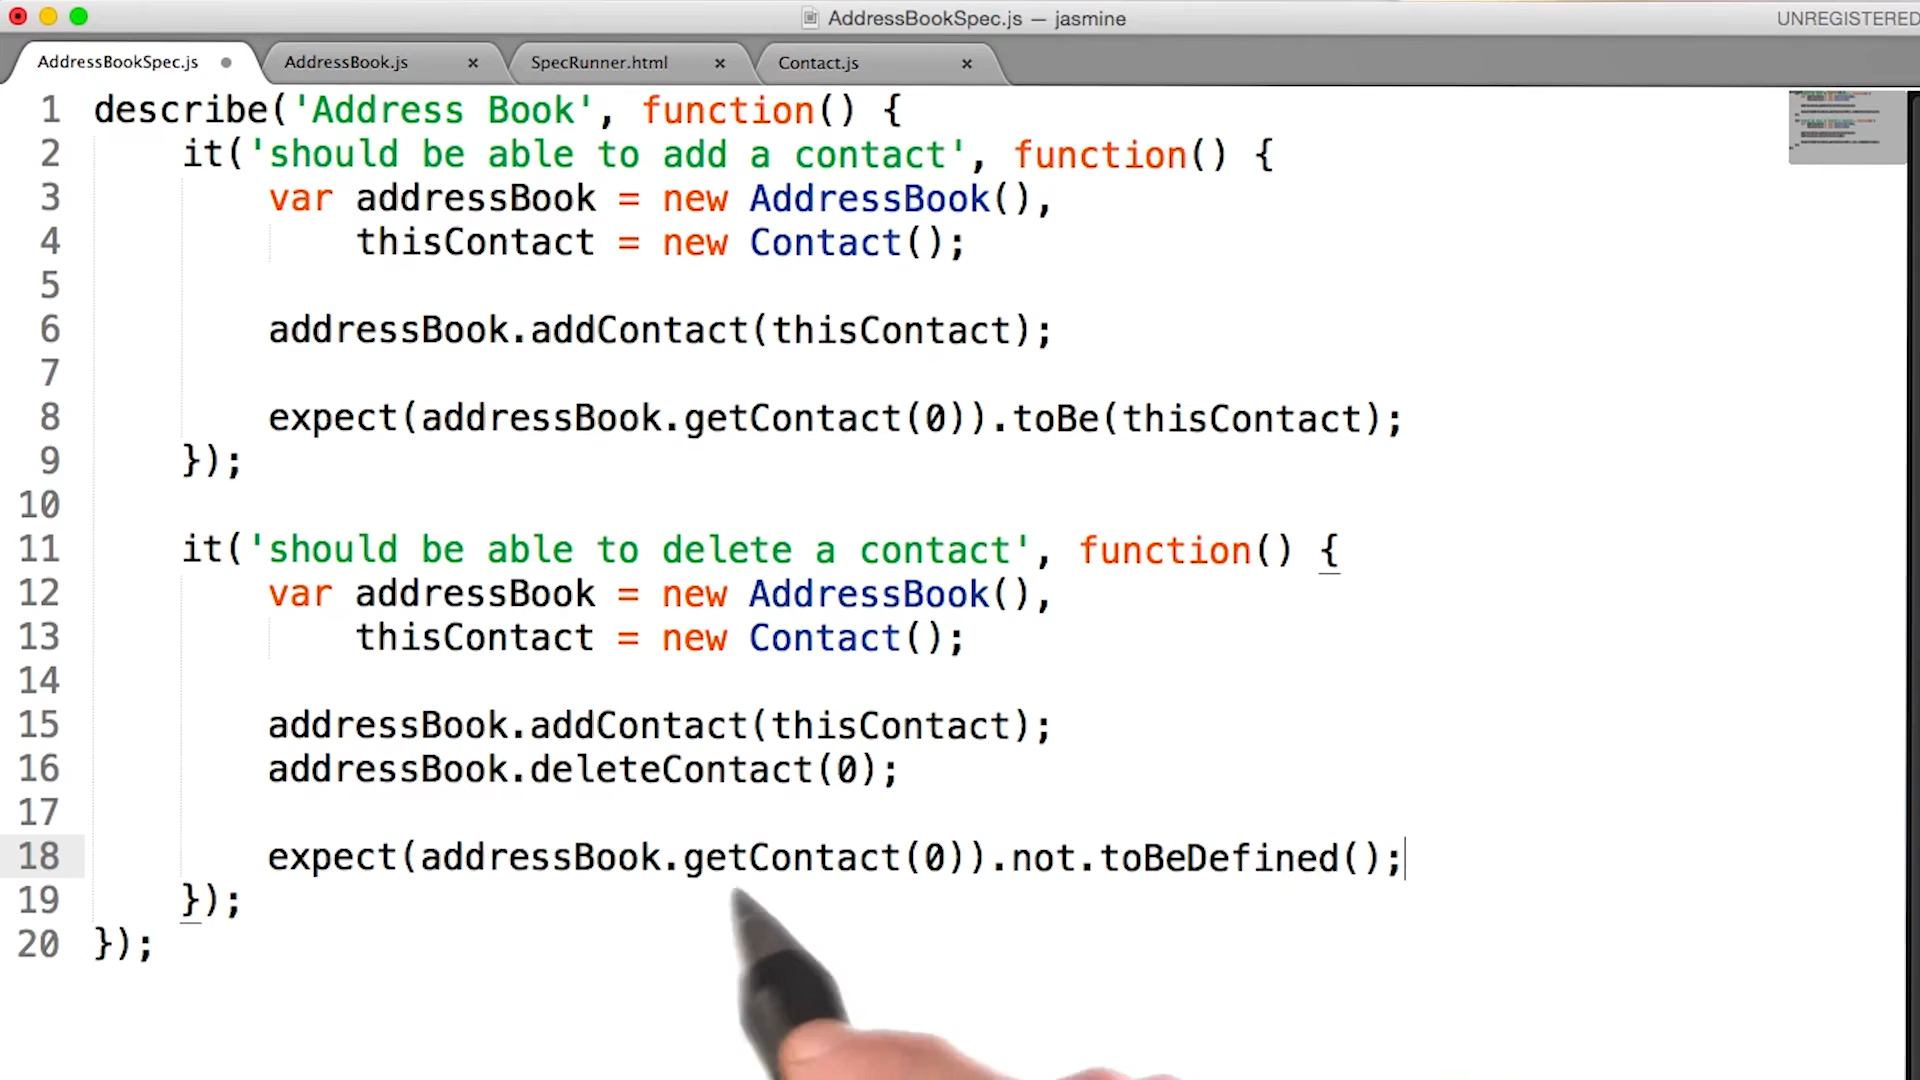 AddressBookSpec.js — jasmine
UNREGISTERED
AddressBookSpec.js
AddressBook.js
SpecRunner.html
Contact.js
1 describe('Address Book', function() {
2 it('should be able to add a contact', function() {
3 var addressBook = new AddressBook(),
4 thisContact = new Contact();
5
6 addressBook.addContact(thisContact);
7
8 expect(addressBook.getContact(0)).toBe(thisContact);
9 });
10
11 it('should be able to delete a contact', function() {
12 var addressBook = new AddressBook(),
13 thisContact = new Contact();
14
15 addressBook.addContact(thisContact);
16 addressBook.deleteContact(0);
17
18 expect(addressBook.getContact(0)).not.toBeDefined();
19 });
20 });